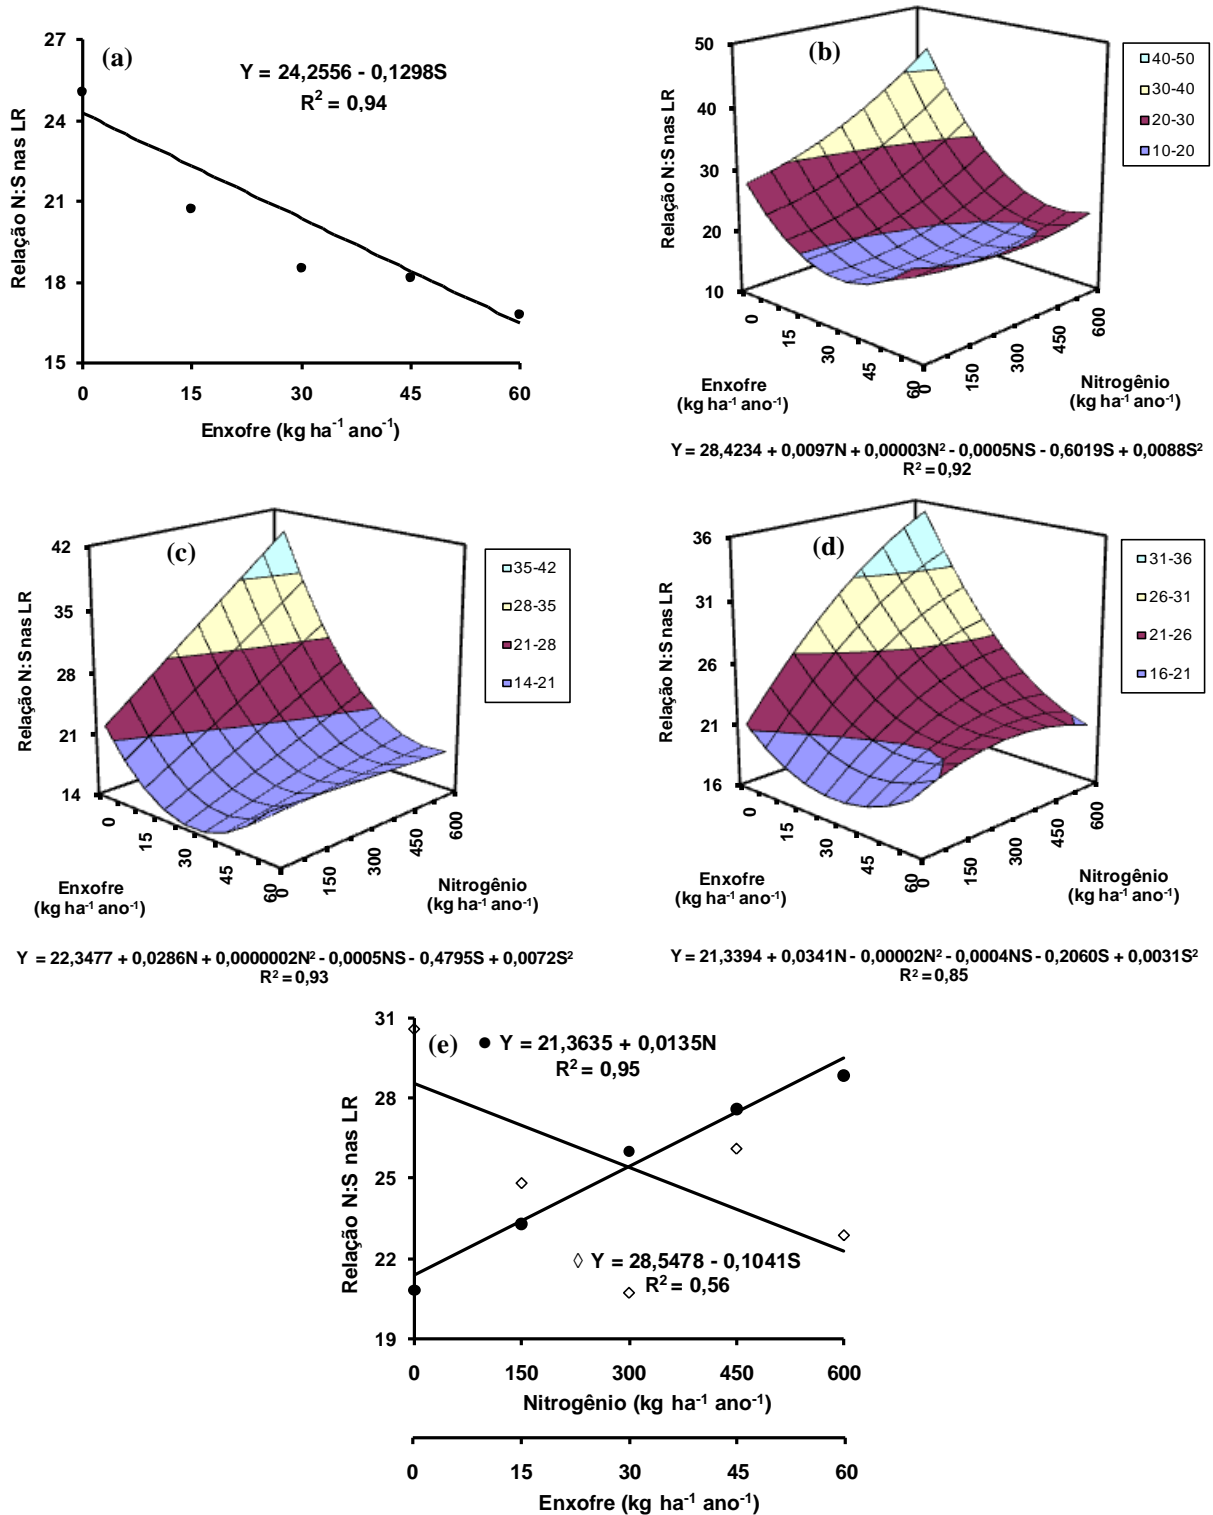 (a)
Y = 24,2556 - 0,1298S
R² = 0,94
Relação N:S nas LR
27
24
21
18
15
0 15 30 45 60
Enxofre (kg ha⁻¹ ano⁻¹)
(b)
40-50
30-40
20-30
10-20
Relação N:S nas LR
50
40
30
20
10
0 15 30 45 60
0 150 300 450 600
Enxofre
(kg ha⁻¹ ano⁻¹)
Nitrogênio
(kg ha⁻¹ ano⁻¹)
Y = 28,4234 + 0,0097N + 0,00003N² - 0,0005NS - 0,6019S + 0,0088S²
R² = 0,92
(c)
35-42
28-35
21-28
14-21
Relação N:S nas LR
42
35
28
21
14
0 15 30 45 60
0 150 300 450 600
Enxofre
(kg ha⁻¹ ano⁻¹)
Nitrogênio
(kg ha⁻¹ ano⁻¹)
Y = 22,3477 + 0,0286N + 0,0000002N² - 0,0005NS - 0,4795S + 0,0072S²
R² = 0,93
(d)
31-36
26-31
21-26
16-21
Relação N:S nas LR
36
31
26
21
16
0 15 30 45 60
0 150 300 450 600
Enxofre
(kg ha⁻¹ ano⁻¹)
Nitrogênio
(kg ha⁻¹ ano⁻¹)
Y = 21,3394 + 0,0341N - 0,00002N² - 0,0004NS - 0,2060S + 0,0031S²
R² = 0,85
(e)
Y = 21,3635 + 0,0135N
R² = 0,95
Y = 28,5478 - 0,1041S
R² = 0,56
Relação N:S nas LR
31
28
25
22
19
0 150 300 450 600
Nitrogênio (kg ha⁻¹ ano⁻¹)
0 15 30 45 60
Enxofre (kg ha⁻¹ ano⁻¹)